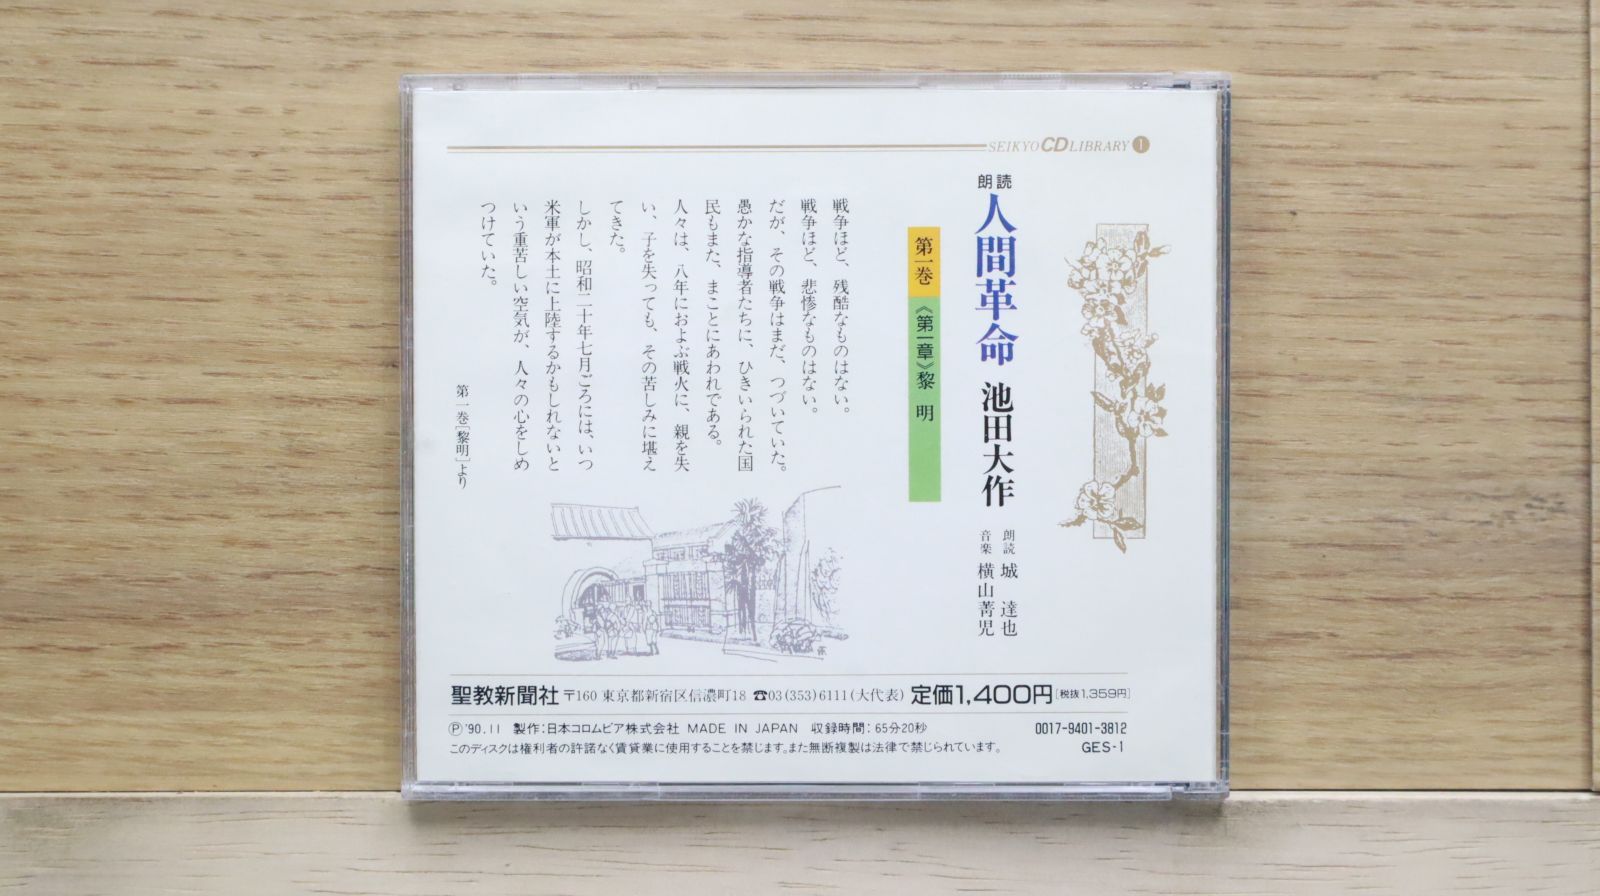 SEIKYO CD LIBRARY 1
朗読
人間革命 池田大作
朗読 城 達也
音楽 横山菁児
第一巻 《第一章》黎 明
戦争ほど、残酷なものはない。
戦争ほど、悲惨なものはない。
だが、その戦争はまだ、つづいていた。
愚かな指導者たちに、ひきいられた国
民もまた、まことにあわれである。
人々は、八年におよぶ戦火に、親を失
い、子を失っても、その苦しみに堪え
てきた。
しかし、昭和二十年七月ごろには、いつ
米軍が本土に上陸するかもしれないと
いう重苦しい空気が、人々の心をしめ
つけていた。
第一巻[黎明]より
聖教新聞社 〒160 東京都新宿区信濃町18 ☎03(353)6111(大代表) 定価1,400円[税抜1,359円]
Ⓟ'90.11 製作:日本コロムビア株式会社 MADE IN JAPAN 収録時間:65分20秒 0017-9401-3812
このディスクは権利者の許諾なく賃貸業に使用することを禁じます。また無断複製は法律で禁じられています。 GES-1